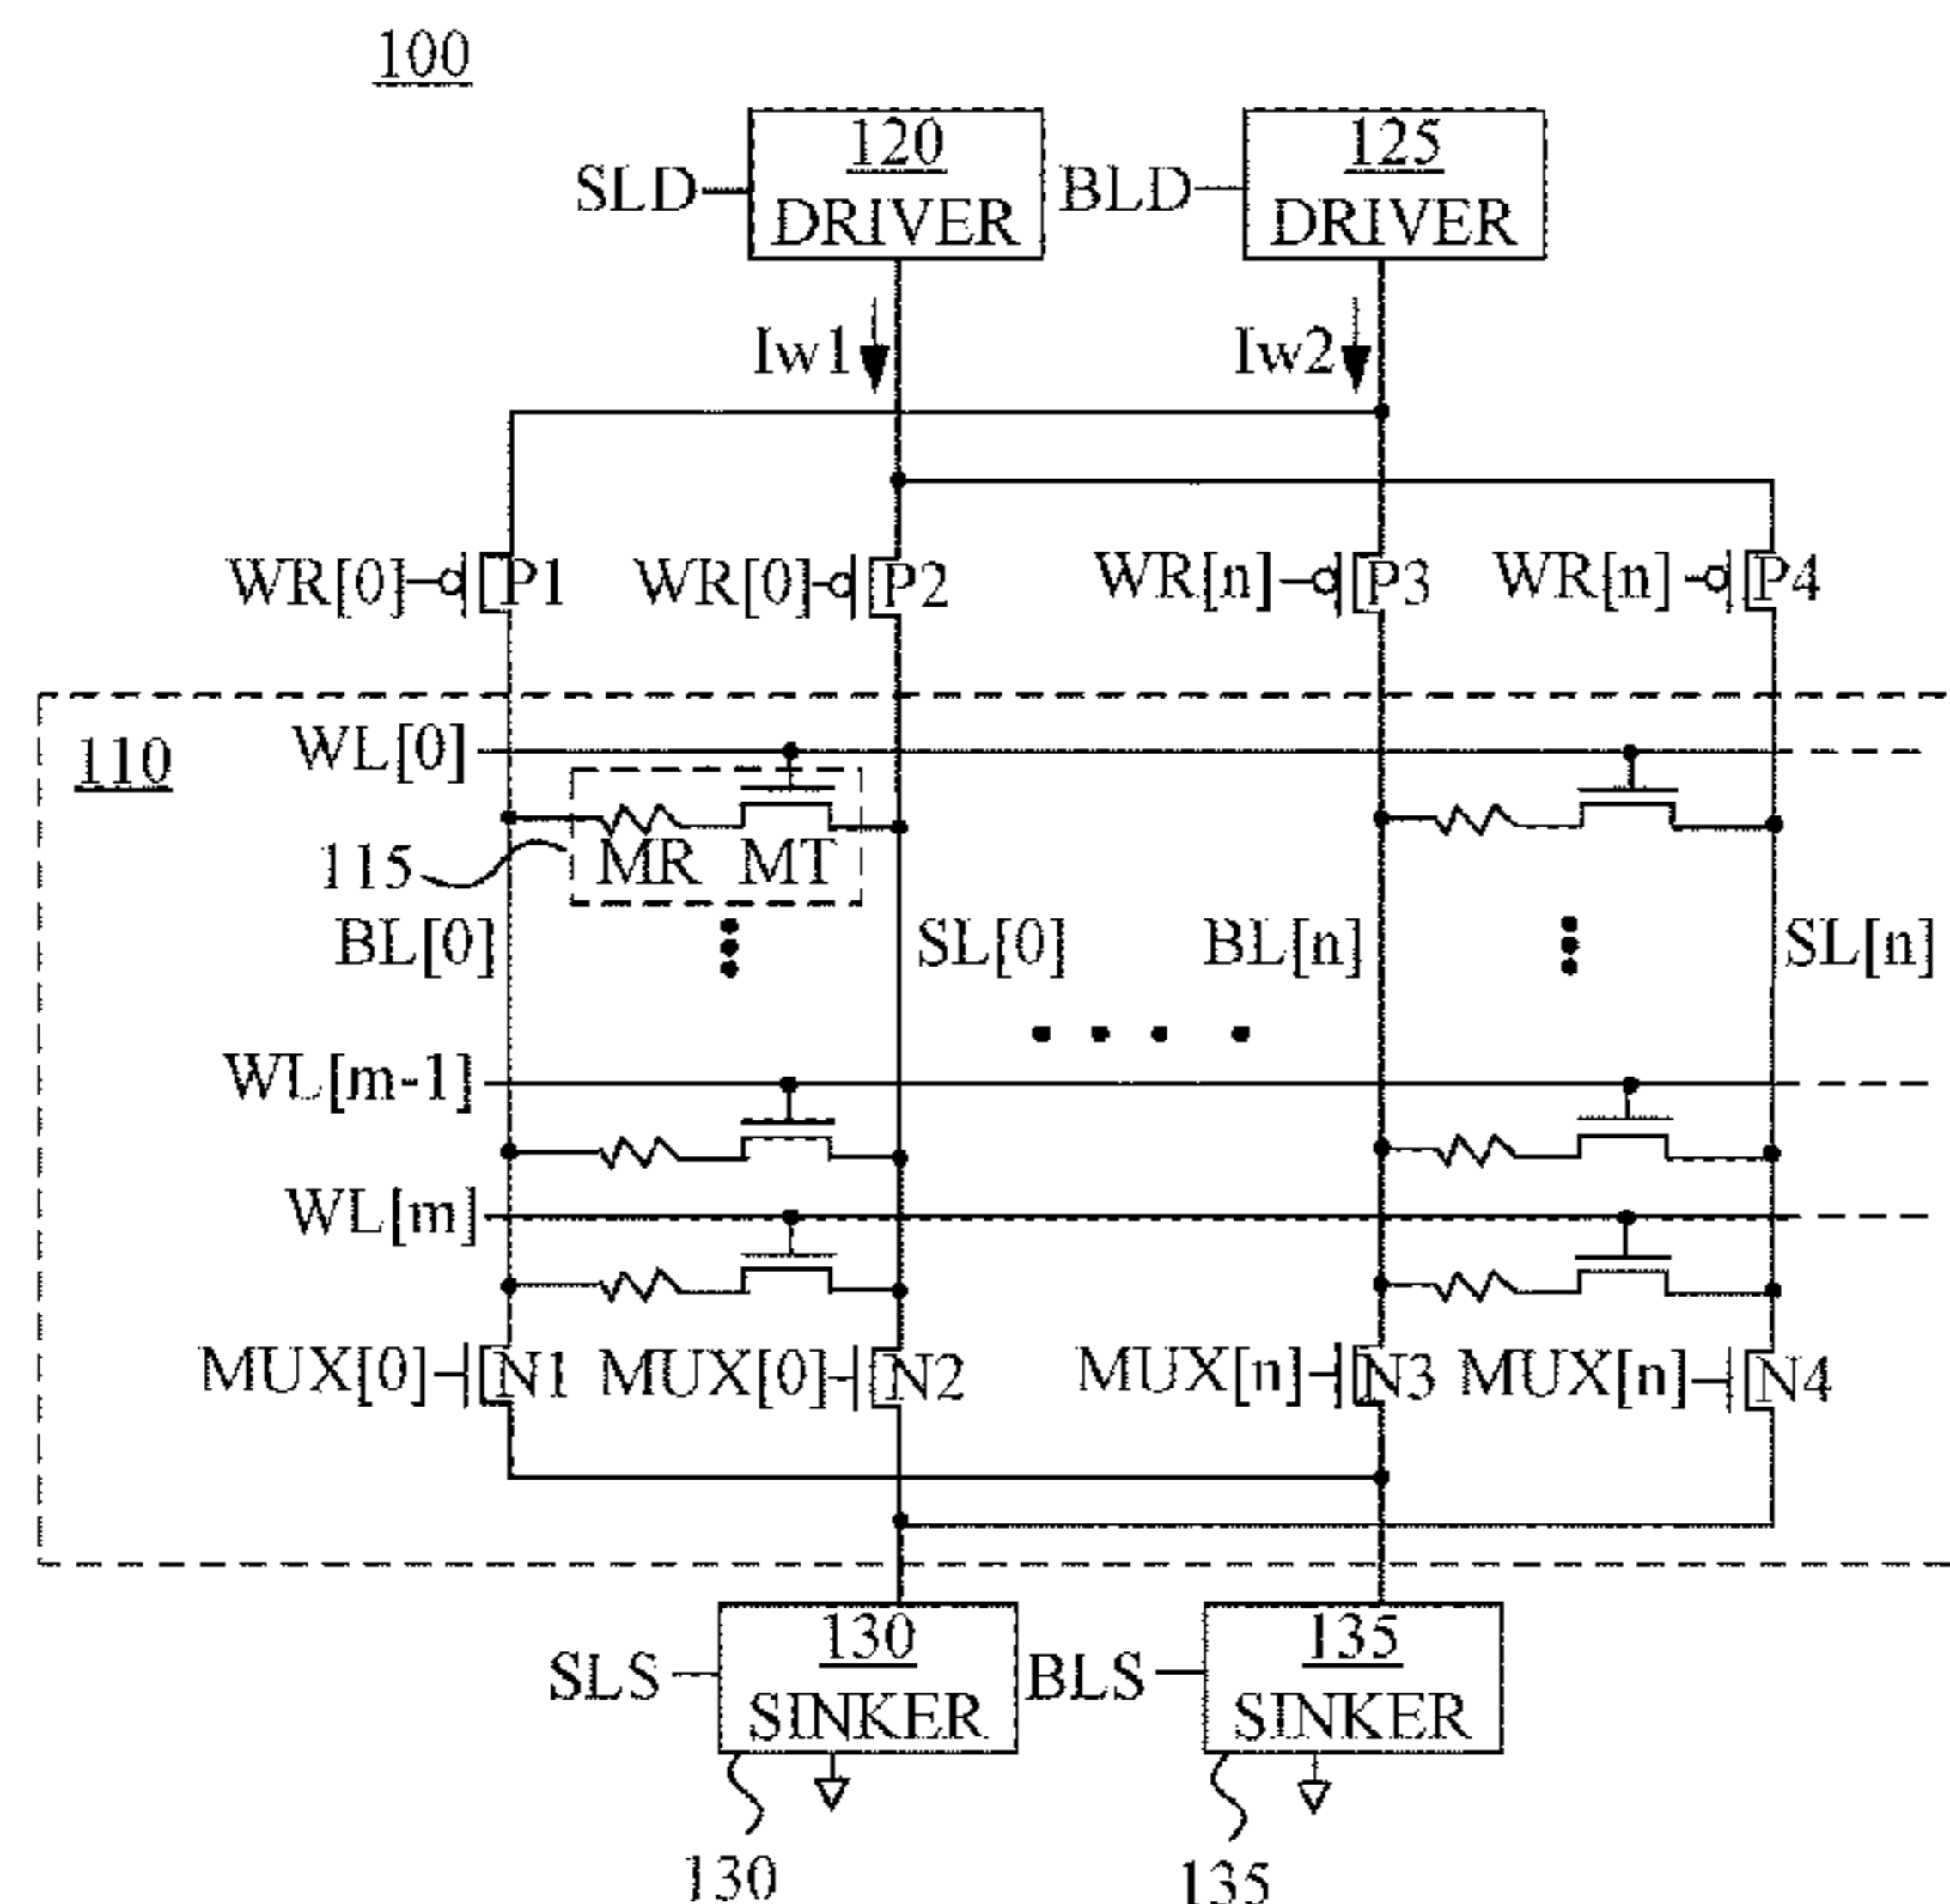 100
120
125
SLD
DRIVER
BLD
DRIVER
Iw1
Iw2
WR[0]
P1
WR[0]
P2
WR[n]
P3
WR[n]
P4
110
WL[0]
115
MR
MT
BL[0]
SL[0]
BL[n]
SL[n]
WL[m-1]
WL[m]
MUX[0]
N1
MUX[0]
N2
MUX[n]
N3
MUX[n]
N4
130
135
SLS
SINKER
BLS
SINKER
130
135